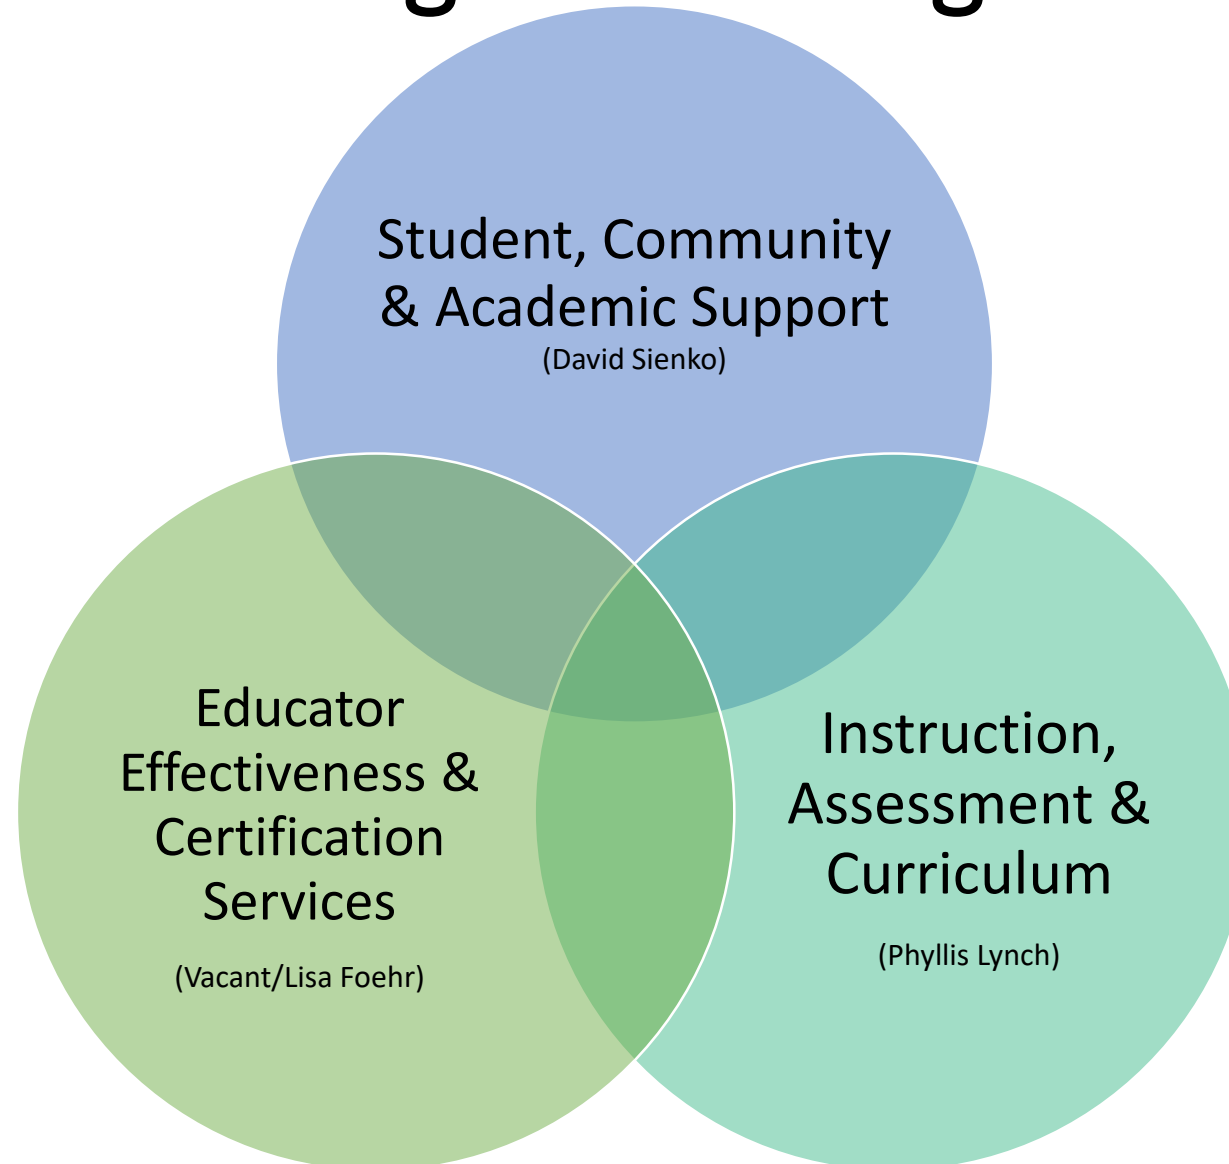 Student, Community
& Academic Support
(David Sienko)
Educator
Effectiveness &
Certification
Services
(Vacant/Lisa Foehr)
Instruction,
Assessment &
Curriculum
(Phyllis Lynch)